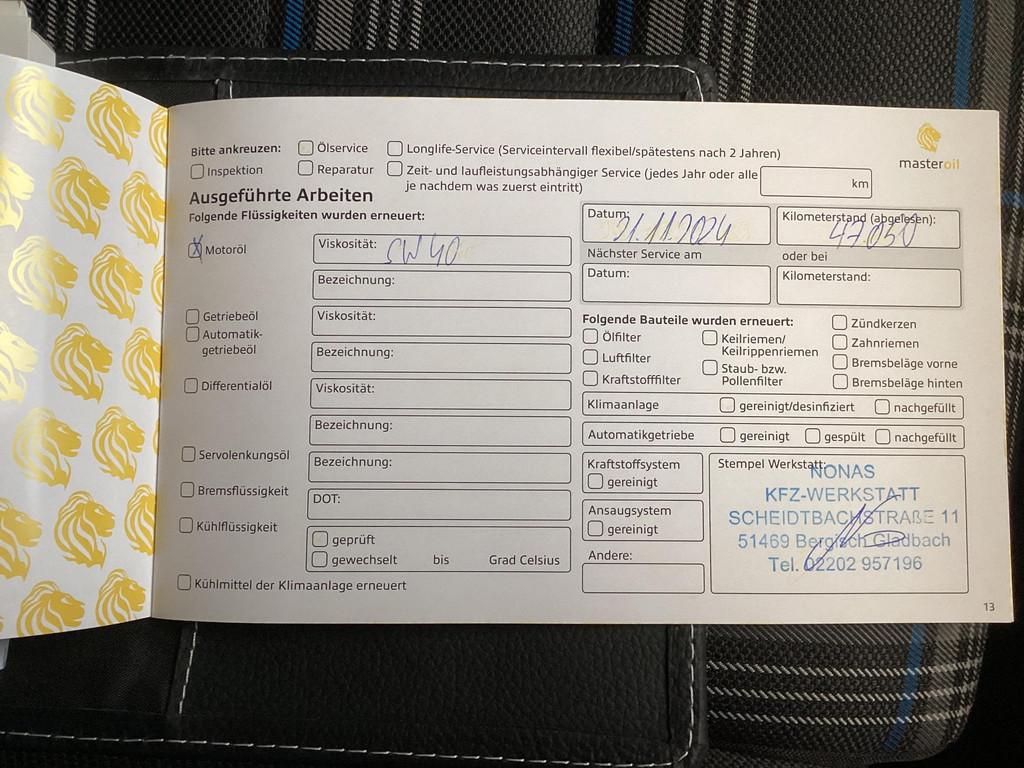 Bitte ankreuzen: Ölservice Longlife-Service (Serviceintervall flexibel/spätestens nach 2 Jahren)
Inspektion Reparatur Zeit- und laufleistungsabhängiger Service (jedes Jahr oder alle km
je nachdem was zuerst eintritt)
masteroil
Ausgeführte Arbeiten
Folgende Flüssigkeiten wurden erneuert:
X Motoröl
Viskosität: 5W40
Bezeichnung:
Getriebeöl
Viskosität:
Automatik-
getriebeöl
Bezeichnung:
Differentialöl
Viskosität:
Bezeichnung:
Servolenkungsöl
Bezeichnung:
Bremsflüssigkeit
DOT:
Kühlflüssigkeit
geprüft
gewechselt bis Grad Celsius
Kühlmittel der Klimaanlage erneuert
Datum: 21.11.2024
Kilometerstand (abgelesen): 47.050
Nächster Service am oder bei
Datum:
Kilometerstand:
Folgende Bauteile wurden erneuert:
Ölfilter
Luftfilter
Kraftstofffilter
Keilriemen/
Keilrippenriemen
Staub- bzw.
Pollenfilter
Zündkerzen
Zahnriemen
Bremsbeläge vorne
Bremsbeläge hinten
Klimaanlage gereinigt/desinfiziert nachgefüllt
Automatikgetriebe gereinigt gespült nachgefüllt
Kraftstoffsystem
gereinigt
Ansaugsystem
gereinigt
Andere:
Stempel Werkstatt:
NONAS
KFZ-WERKSTATT
SCHEIDTBACHSTRAßE 11
51469 Bergisch Gladbach
Tel. 02202 957196
13